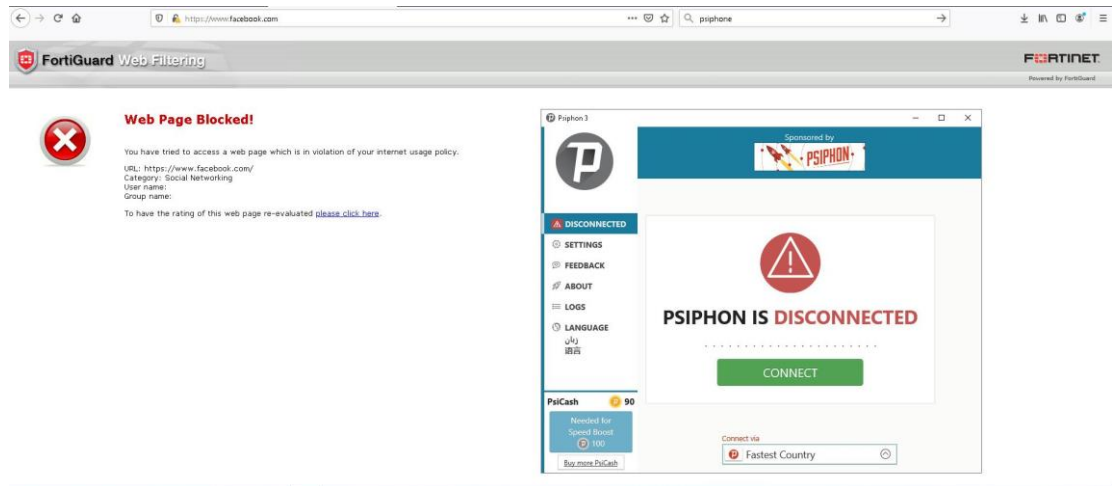 https://www.facebook.com
psiphone
FortiGuard Web Filtering
FORTINET
Powered by FortiGuard
Web Page Blocked!
You have tried to access a web page which is in violation of your internet usage policy.
URL: https://www.facebook.com/
Category: Social Networking
User name:
Group name:
To have the rating of this web page re-evaluated please click here.
Psiphon 3
Sponsored by
PSIPHON
DISCONNECTED
SETTINGS
FEEDBACK
ABOUT
LOGS
LANGUAGE
زبان
语言
PSIPHON IS DISCONNECTED
CONNECT
PsiCash 90
Needed for
Speed Boost
100
Buy more PsiCash
Connect via
Fastest Country